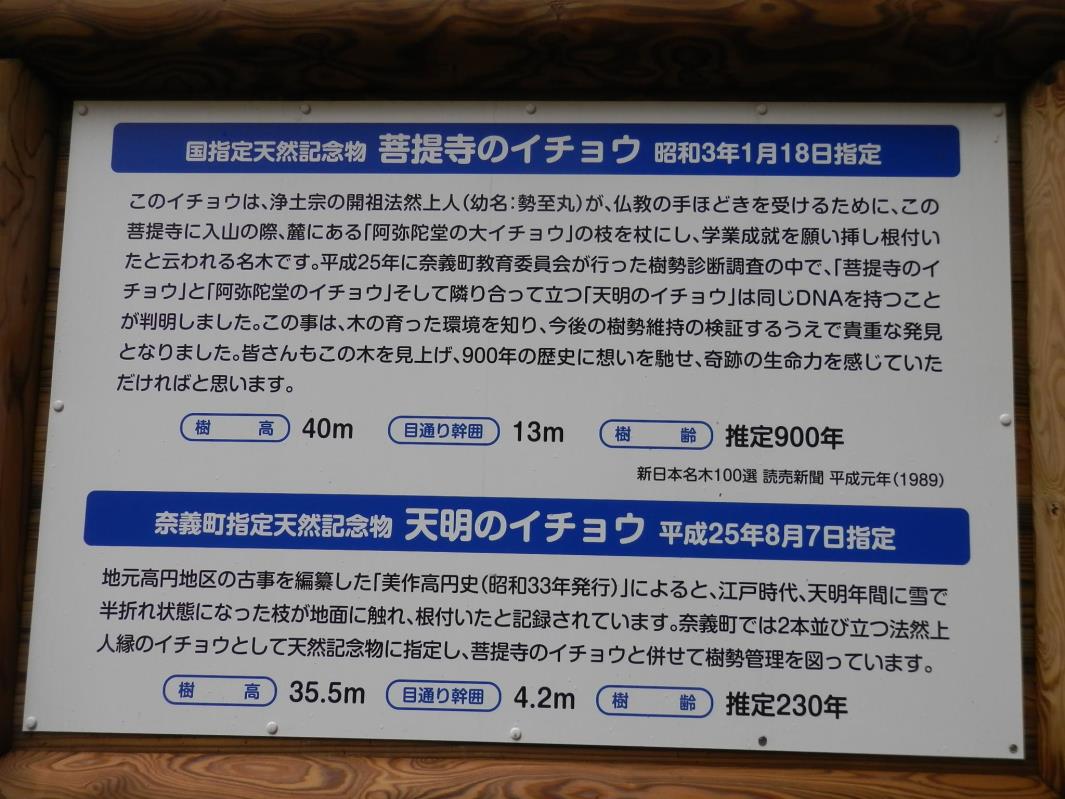 国指定天然記念物 菩提寺のイチョウ 昭和3年1月18日指定
このイチョウは、浄土宗の開祖法然上人(幼名:勢至丸)が、仏教の手ほどきを受けるために、この
菩提寺に入山の際、麓にある「阿弥陀堂の大イチョウ」の枝を杖にし、学業成就を願い挿し根付い
たと云われる名木です。平成25年に奈義町教育委員会が行った樹勢診断調査の中で、「菩提寺のイ
チョウ」と「阿弥陀堂のイチョウ」そして隣り合って立つ「天明のイチョウ」は同じDNAを持つこと
が判明しました。この事は、木の育った環境を知り、今後の樹勢維持の検証するうえで貴重な発見
となりました。皆さんもこの木を見上げ、900年の歴史に想いを馳せ、奇跡の生命力を感じていた
だければと思います。
樹高 40m 目通り幹囲 13m 樹齢 推定900年
新日本名木100選 読売新聞 平成元年(1989)
奈義町指定天然記念物 天明のイチョウ 平成25年8月7日指定
地元高円地区の古事を編纂した「美作高円史(昭和33年発行)」によると、江戸時代、天明年間に雪で
半折れ状態になった枝が地面に触れ、根付いたと記録されています。奈義町では2本並び立つ法然上
人縁のイチョウとして天然記念物に指定し、菩提寺のイチョウと併せて樹勢管理を図っています。
樹高 35.5m 目通り幹囲 4.2m 樹齢 推定230年